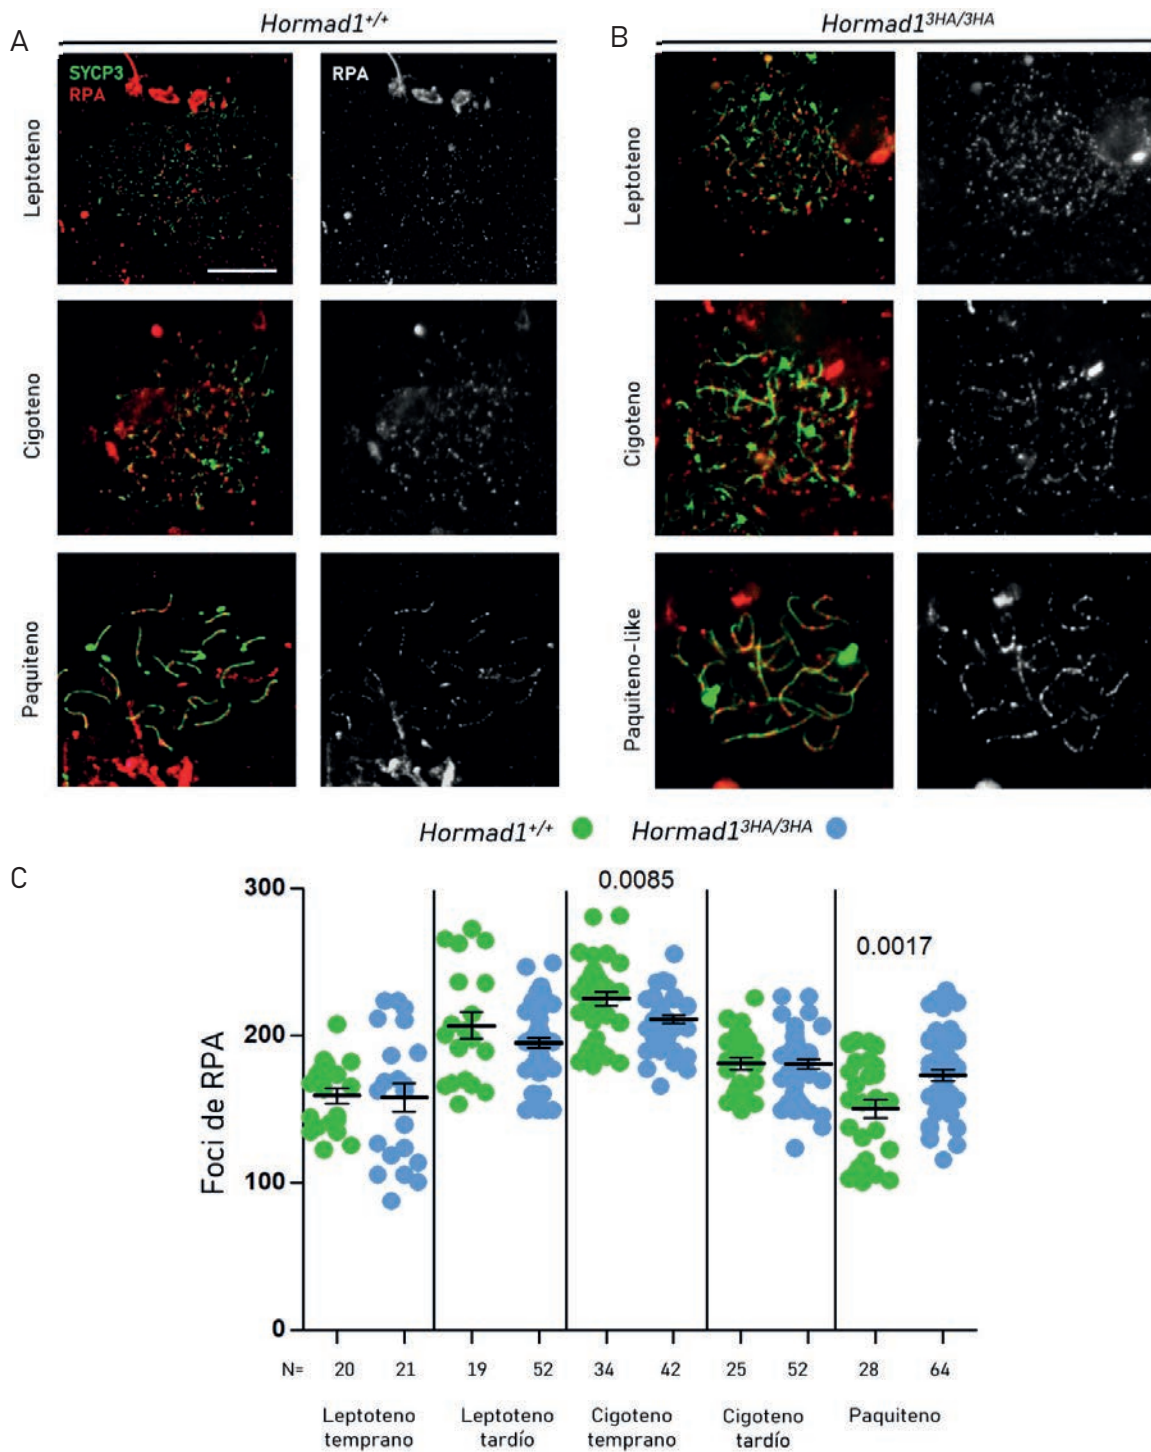 A
Hormad1+/+
B
Hormad13HA/3HA
SYCP3
RPA
RPA
Leptoteno
Leptoteno
Cigoteno
Cigoteno
Paquiteno
Paquiteno-like
Hormad1+/+
Hormad13HA/3HA
C
0.0085
0.0017
Foci de RPA
300
200
100
0
N= 20 21 19 52 34 42 25 52 28 64
Leptoteno temprano
Leptoteno tardío
Cigoteno temprano
Cigoteno tardío
Paquiteno